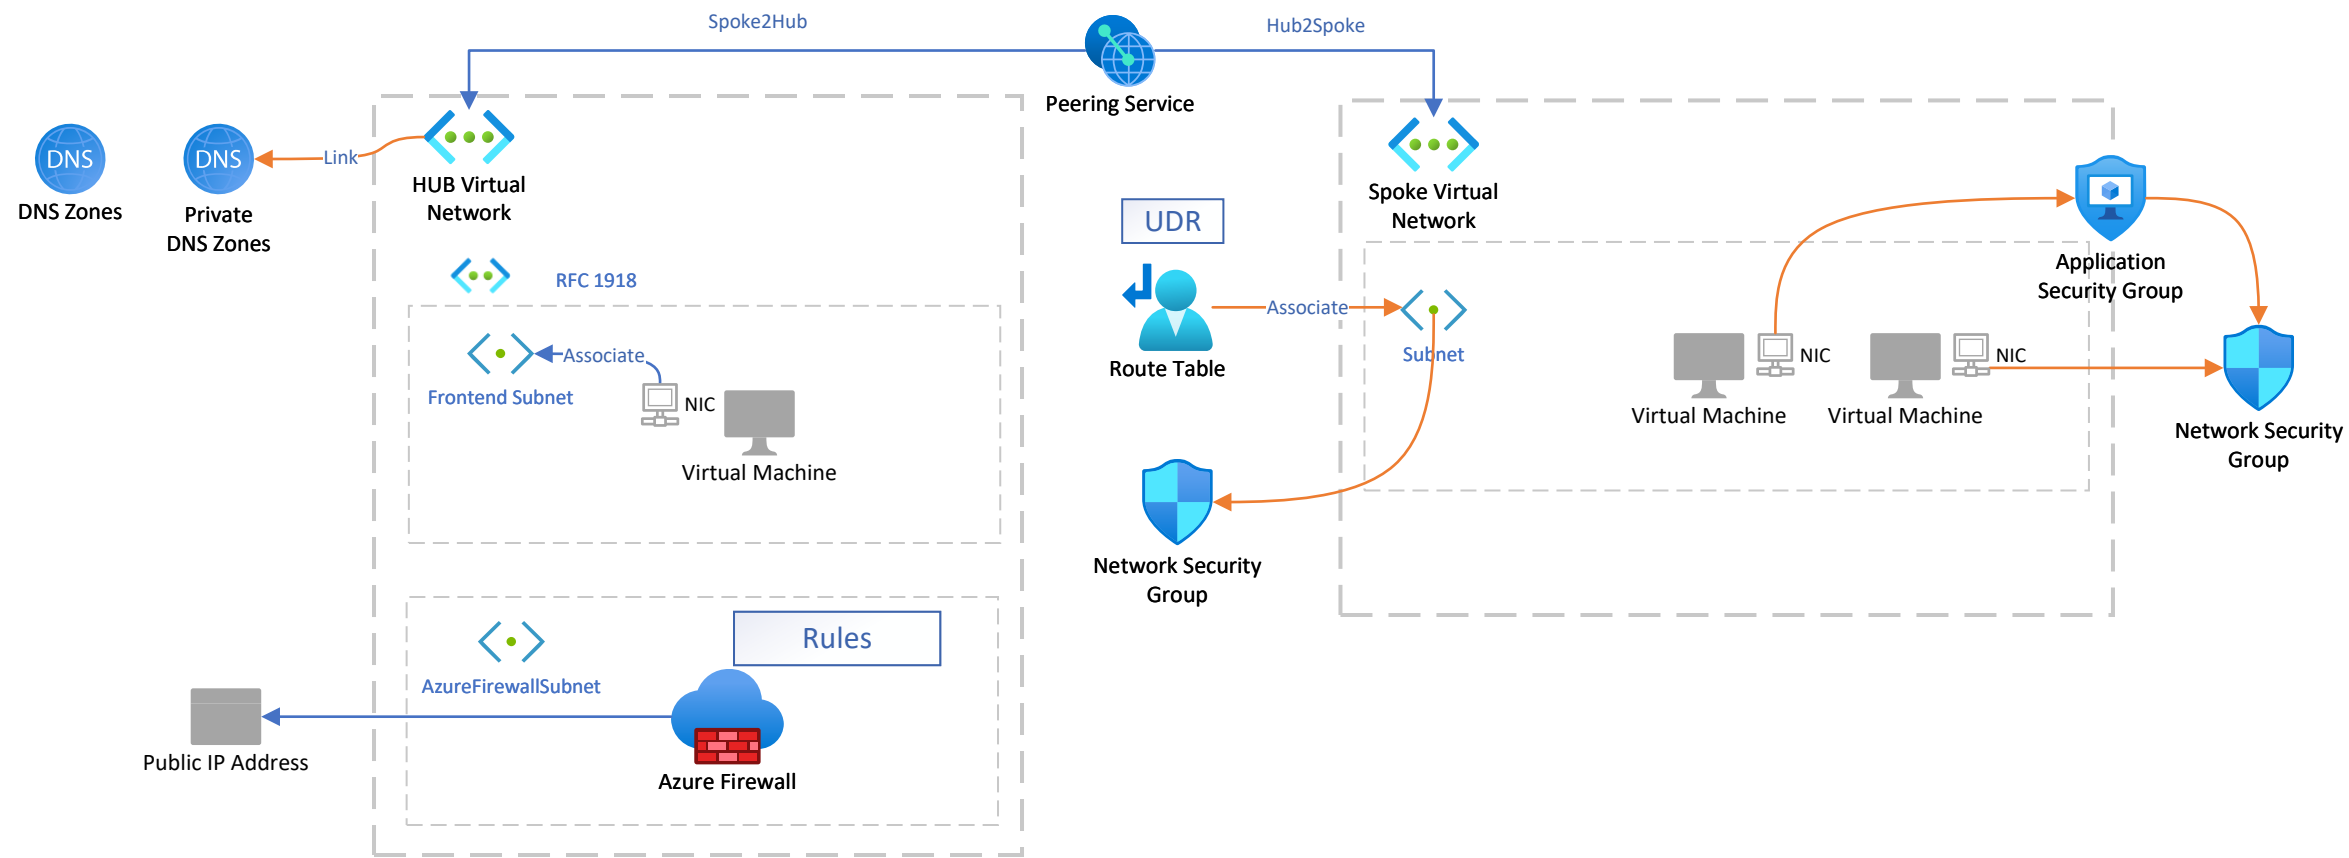 Spoke2Hub
Hub2Spoke
Peering Service
DNS
DNS Zones
DNS
Private
DNS Zones
Link
HUB Virtual
Network
RFC 1918
Associate
Frontend Subnet
NIC
Virtual Machine
Rules
AzureFirewallSubnet
Azure Firewall
Public IP Address
UDR
Route Table
Associate
Network Security
Group
Spoke Virtual
Network
Subnet
NIC
Virtual Machine
NIC
Virtual Machine
Application
Security Group
Network Security
Group